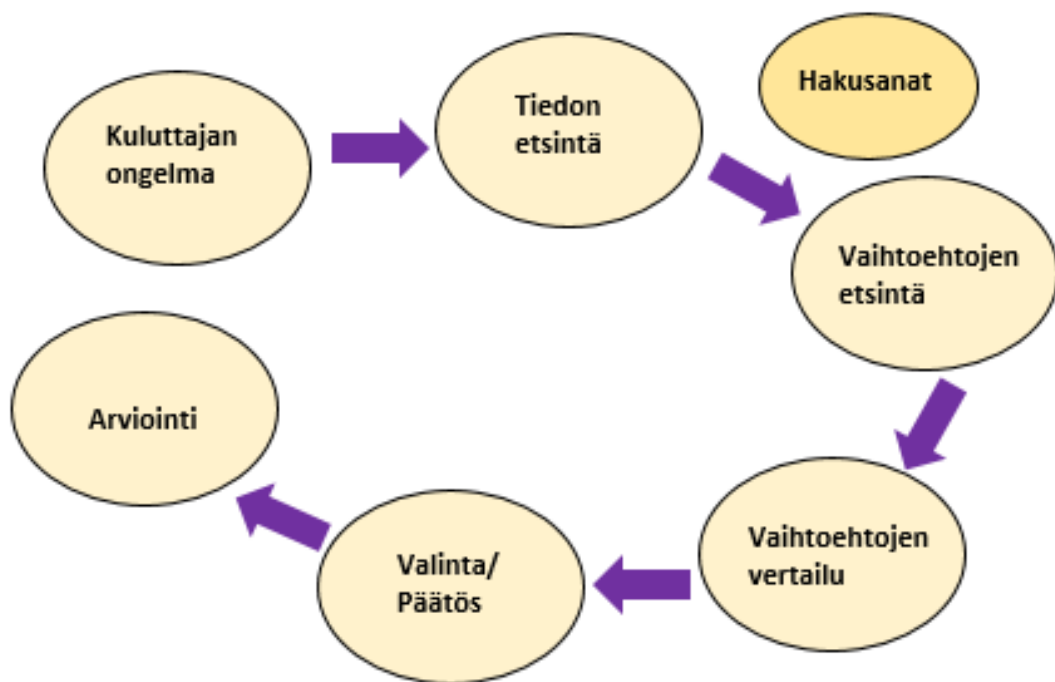 Kuluttajan
ongelma
Tiedon
etsintä
Hakusanat
Vaihtoehtojen
etsintä
Vaihtoehtojen
vertailu
Valinta/
Päätös
Arviointi